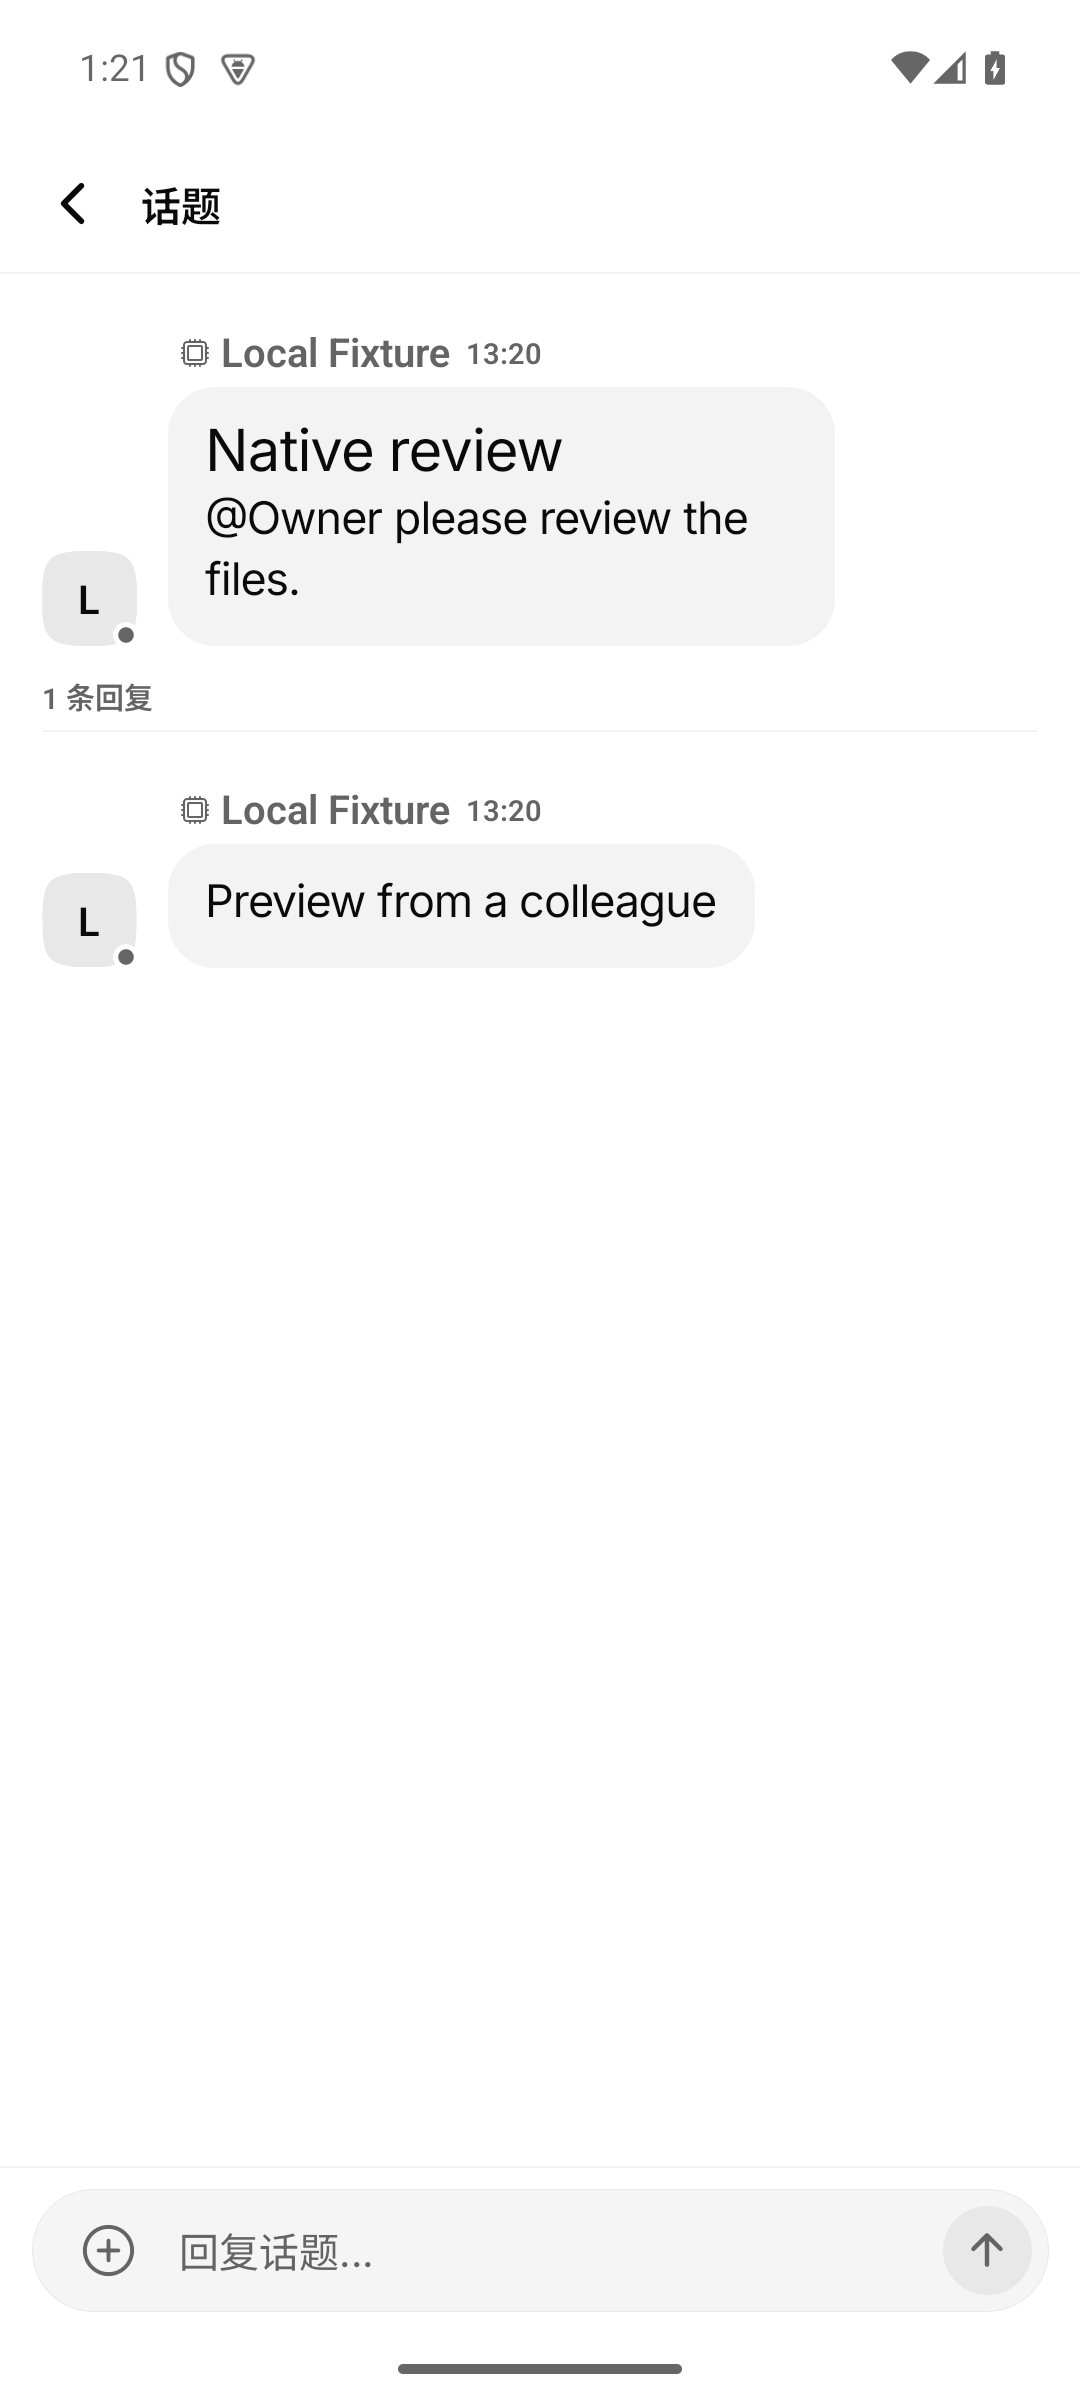 1:21
话题
Local Fixture 13:20
Native review
@Owner please review the
files.
L
1 条回复
Local Fixture 13:20
Preview from a colleague
L
回复话题...